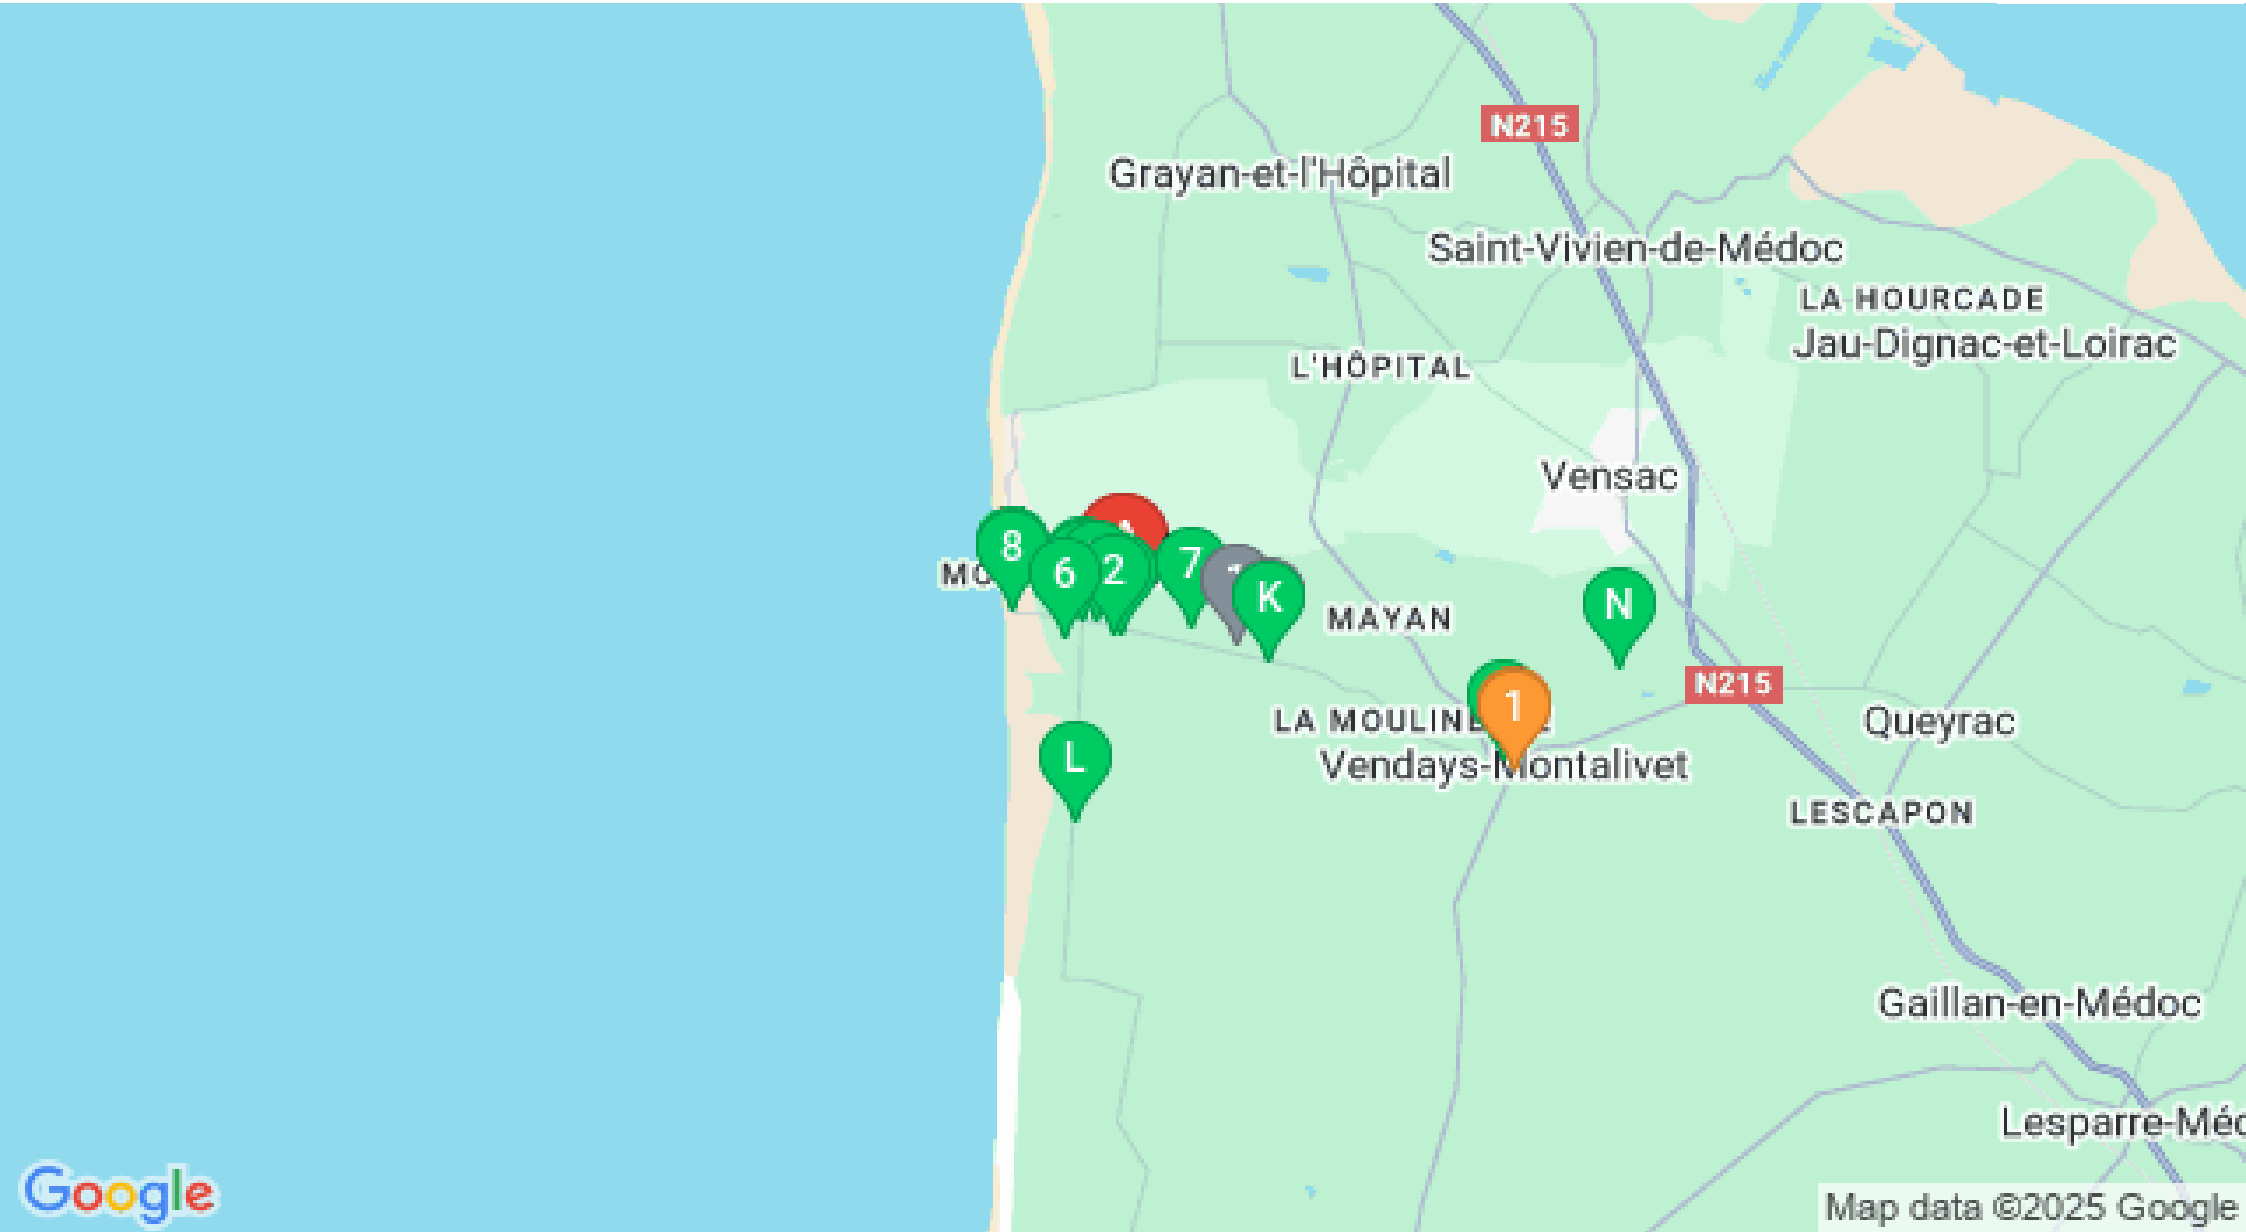 N215
Grayan-et-l'Hôpital
Saint-Vivien-de-Médoc
LA HOURCADE
Jau-Dignac-et-Loirac
L'HÔPITAL
Vensac
8
6
2
7
K
N
MAYAN
N215
1
Queyrac
Vendays-Montalivet
L
LESCAPON
Gaillan-en-Médoc
Google
Map data ©2025 Google